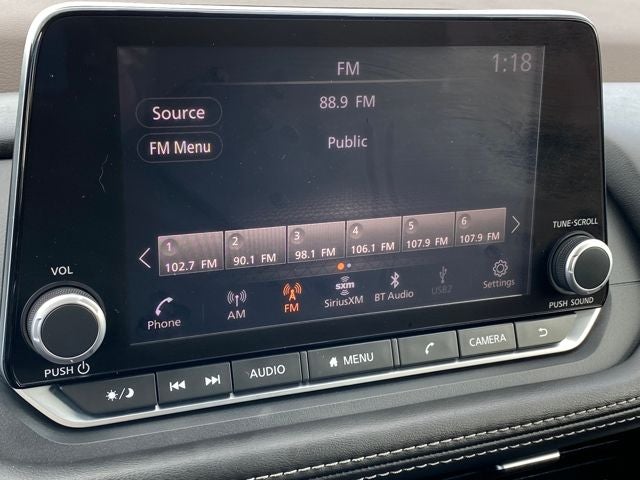 FM
1:18
Source
88.9 FM
FM Menu
Public
1
102.7 FM
2
90.1 FM
3
98.1 FM
4
106.1 FM
5
107.9 FM
6
107.9 FM
Phone
AM
FM
sxm
SiriusXM
BT Audio
USB2
Settings
VOL
PUSH
TUNE·SCROLL
PUSH SOUND
AUDIO
MENU
CAMERA